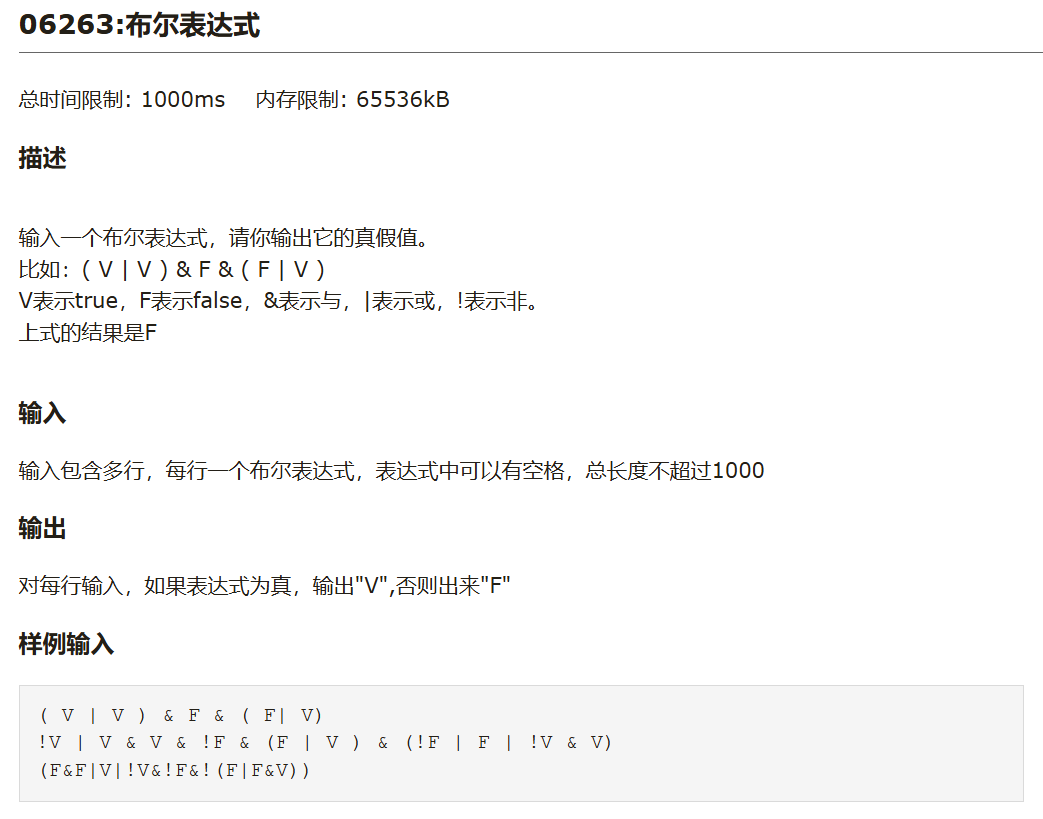 06263:布尔表达式
总时间限制: 1000ms 内存限制: 65536kB
描述
输入一个布尔表达式，请你输出它的真假值。
比如：( V | V ) & F & ( F | V )
V表示true，F表示false，&表示与，|表示或，!表示非。
上式的结果是F
输入
输入包含多行，每行一个布尔表达式，表达式中可以有空格，总长度不超过1000
输出
对每行输入，如果表达式为真，输出"V",否则出来"F"
样例输入
( V | V ) & F & ( F| V)
!V | V & V & !F & (F | V ) & (!F | F | !V & V)
(F&F|V|!V&!F&!(F|F&V))